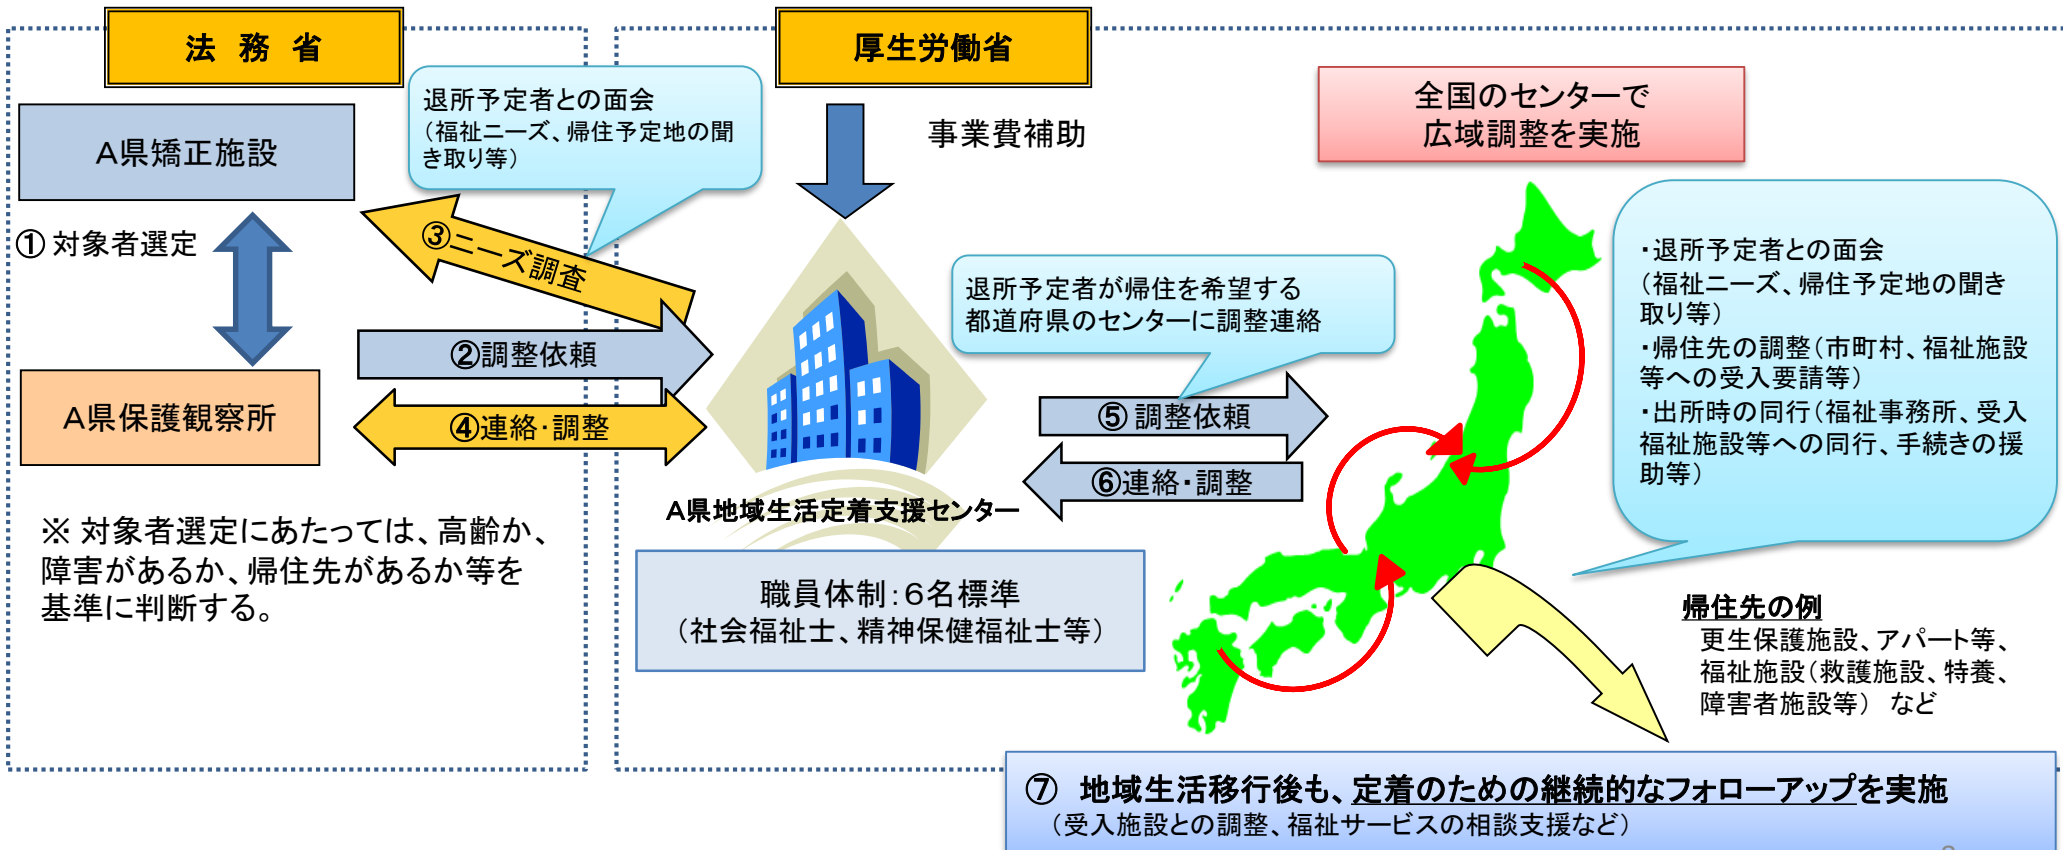 法 務 省
厚生労働省
A県矯正施設
退所予定者との面会
（福祉ニーズ、帰住予定地の聞
き取り等）
事業費補助
全国のセンターで
広域調整を実施
① 対象者選定
③ニーズ調査
②調整依頼
A県保護観察所
④連絡・調整
退所予定者が帰住を希望する
都道府県のセンターに調整連絡
⑤ 調整依頼
⑥連絡・調整
・退所予定者との面会
（福祉ニーズ、帰住予定地の聞き
取り等）
・帰住先の調整（市町村、福祉施設
等への受入要請等）
・出所時の同行（福祉事務所、受入
福祉施設等への同行、手続きの援
助等）
A県地域生活定着支援センター
※ 対象者選定にあたっては、高齢か、
障害があるか、帰住先があるか等を
基準に判断する。
職員体制：６名標準
（社会福祉士、精神保健福祉士等）
帰住先の例
更生保護施設、アパート等、
福祉施設（救護施設、特養、
障害者施設等） など
⑦ 地域生活移行後も、定着のための継続的なフォローアップを実施
（受入施設との調整、福祉サービスの相談支援など）